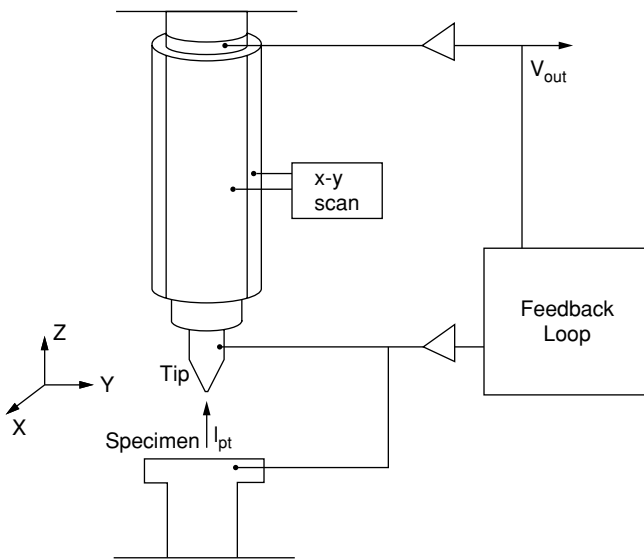 V_out
x-y
scan
Feedback
Loop
Z
Y
X
Tip
Specimen
I_pt